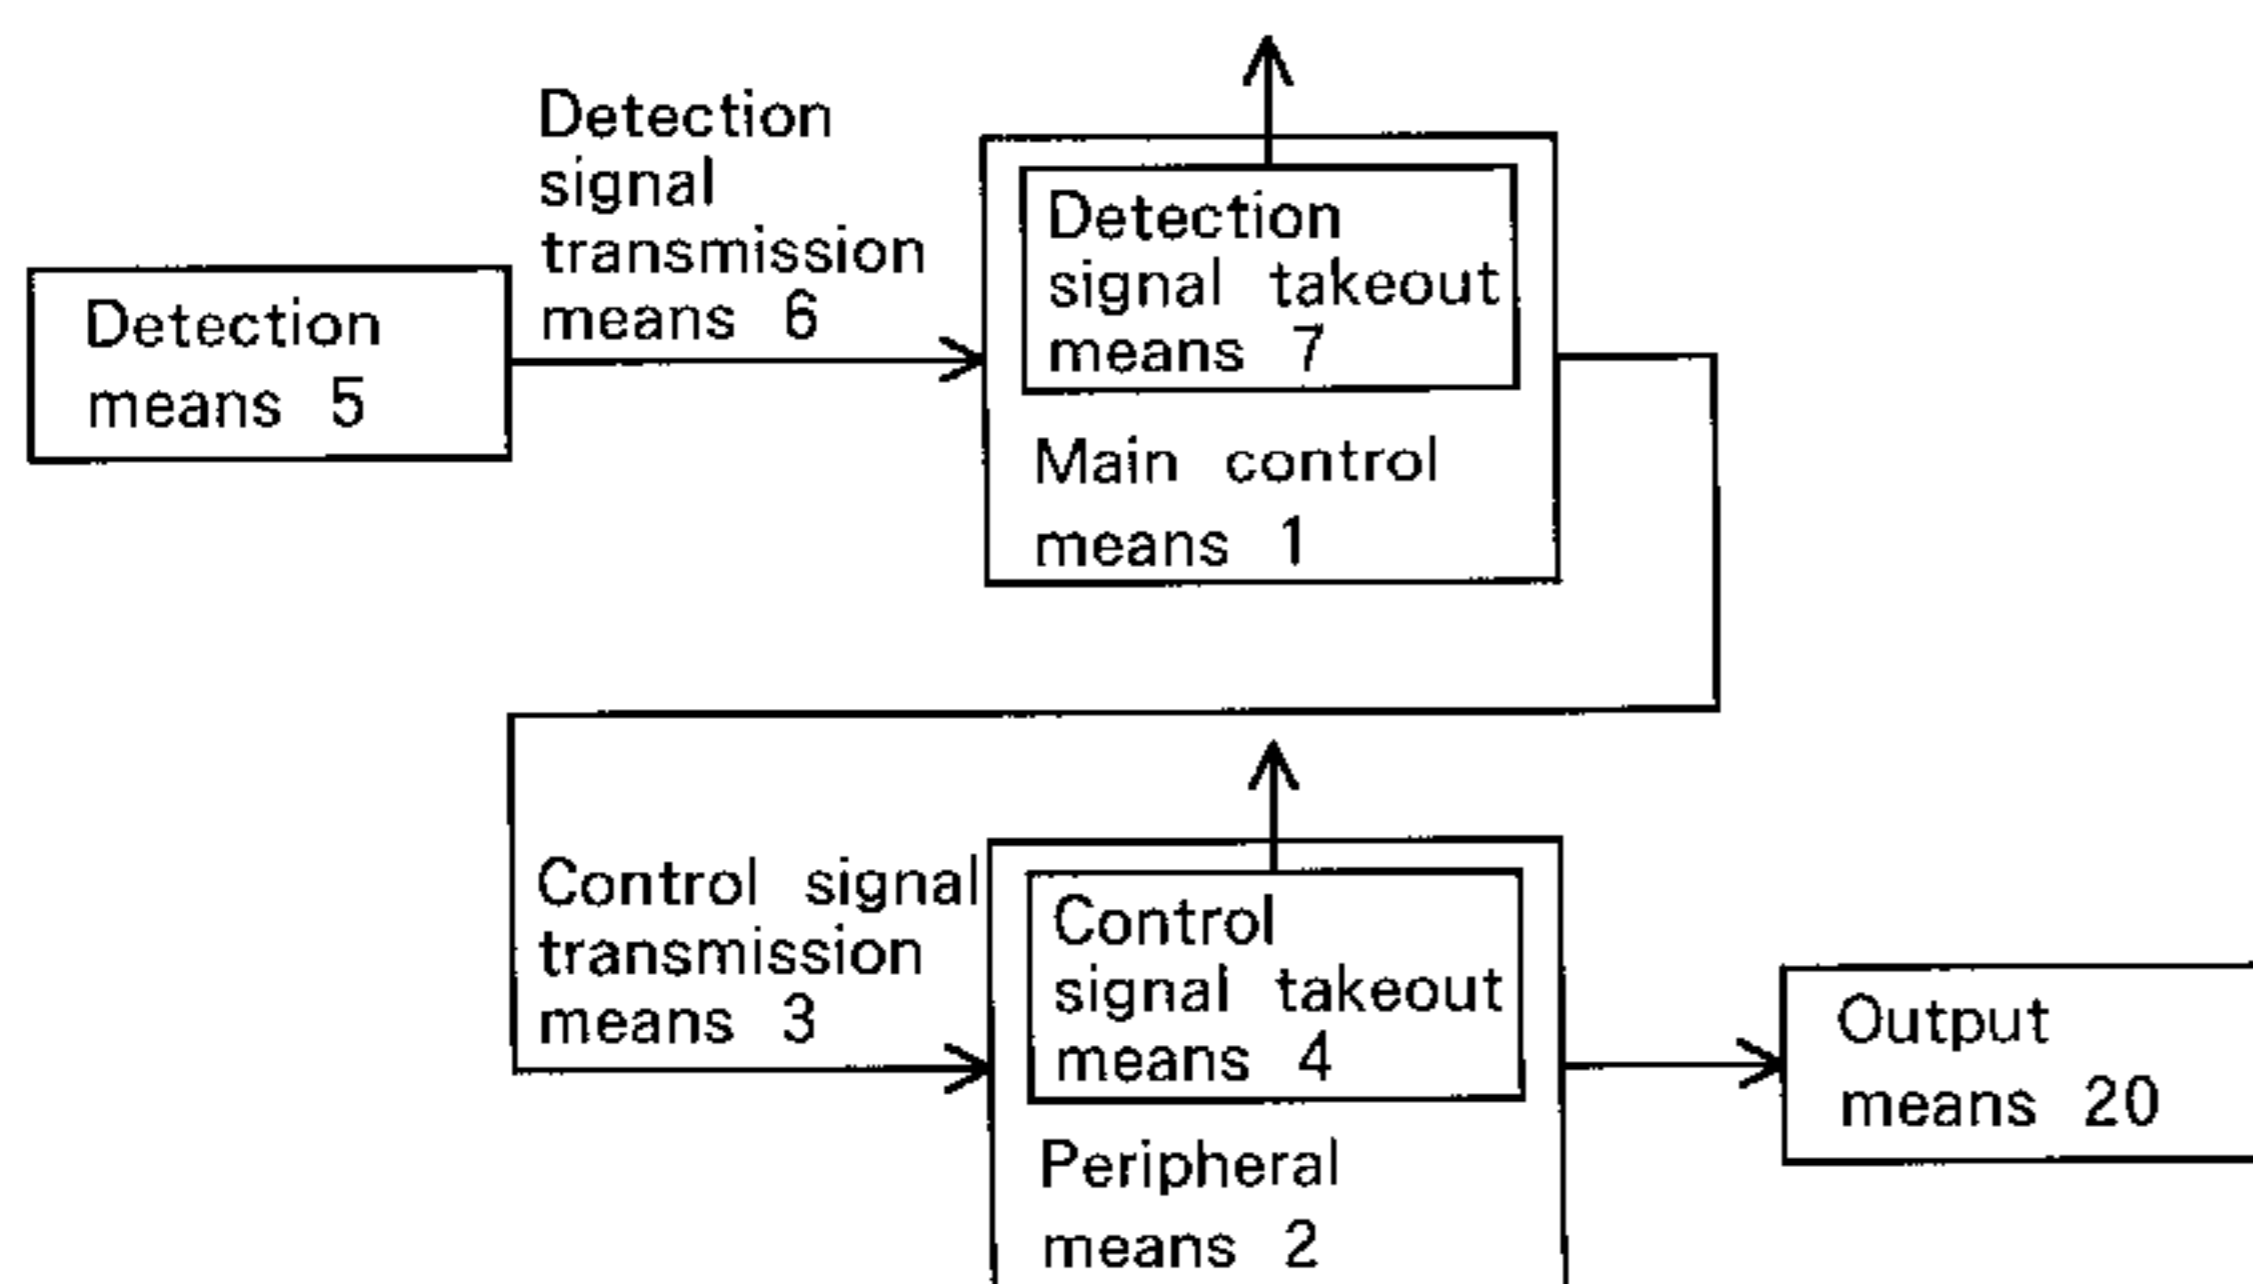 Detection
means 5
Detection
signal
transmission
means 6
Detection
signal takeout
means 7
Main control
means 1
Control signal
transmission
means 3
Control
signal takeout
means 4
Peripheral
means 2
Output
means 20